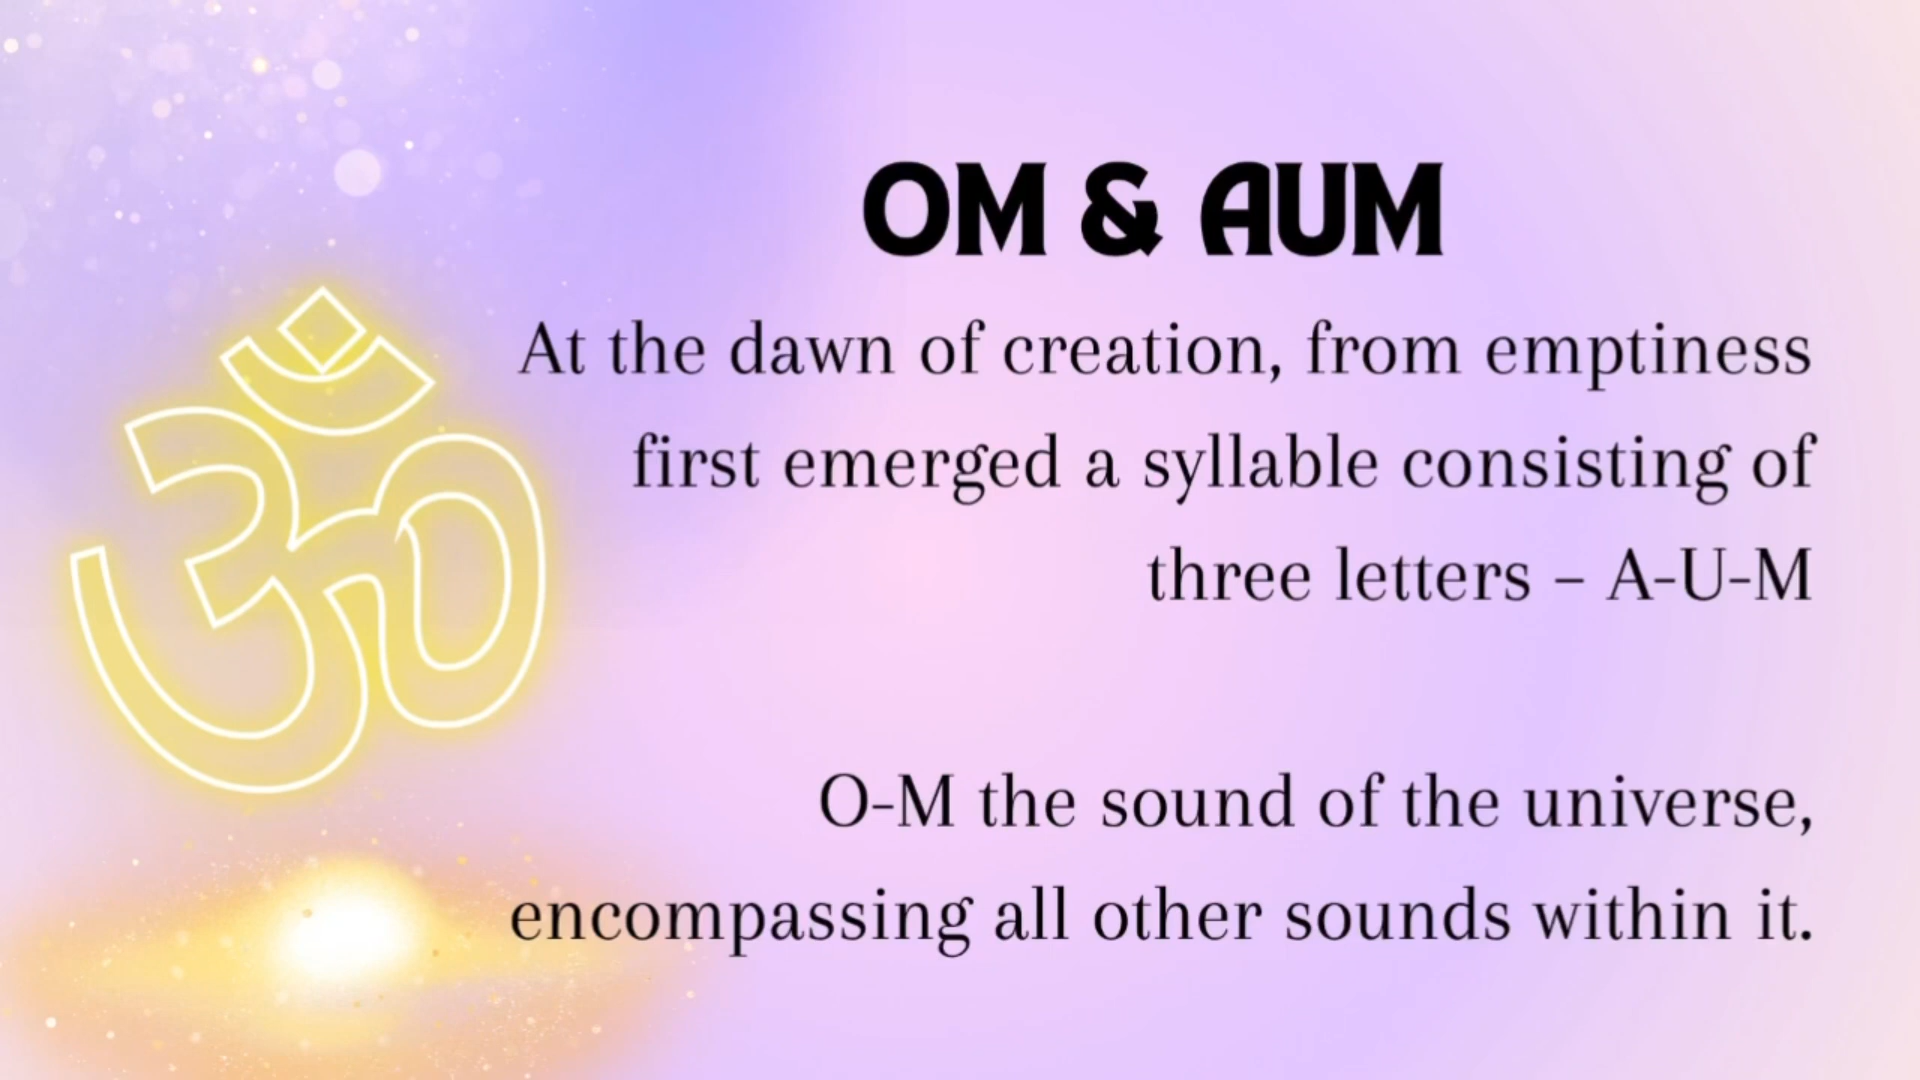 OM & AUM
At the dawn of creation, from emptiness
first emerged a syllable consisting of
three letters – A-U-M
O-M the sound of the universe,
encompassing all other sounds within it.
ॐ